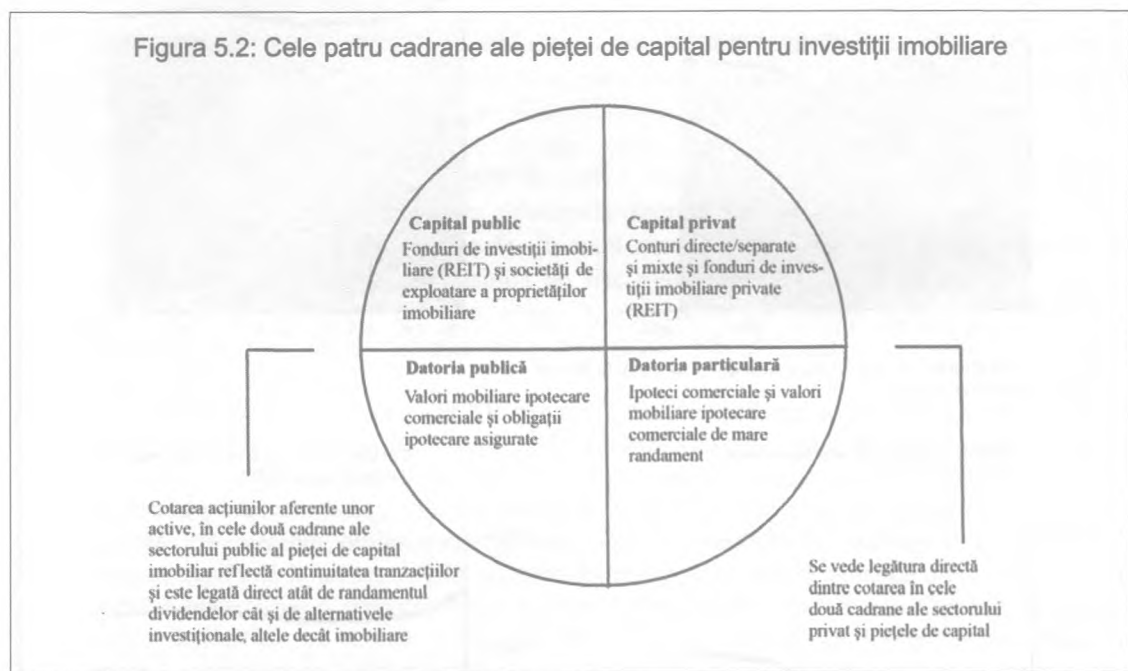 Figura 5.2: Cele patru cadrane ale pieței de capital pentru investiții imobiliare
Capital public
Fonduri de investiții imobi-
liare (REIT) și societăți de
exploatare a proprietăților
imobiliare
Capital privat
Conturi directe/separate
și mixte și fonduri de inves-
tiții imobiliare private
(REIT)
Datoria publică
Valori mobiliare ipotecare
comerciale și obligații
ipotecare asigurate
Datoria particulară
Ipoteci comerciale și valori
mobiliare ipotecare
comerciale de mare
randament
Cotarea acțiunilor aferente unor
active, în cele două cadrane ale
sectorului public al pieței de capital
imobiliar reflectă continuitatea tranzacțiilor
și este legată direct atât de randamentul
dividendelor cât și de alternativele
investiționale, altele decât imobiliare
Se vede legătura directă
dintre cotarea în cele
două cadrane ale sectorului
privat și piețele de capital